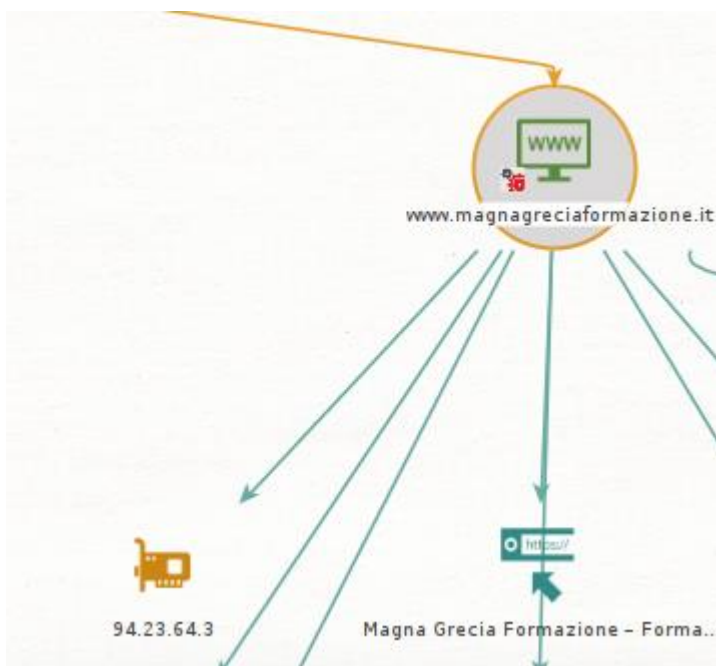 WWW
www.magnagreciaformazione.it
https://
94.23.64.3
Magna Grecia Formazione – Forma..